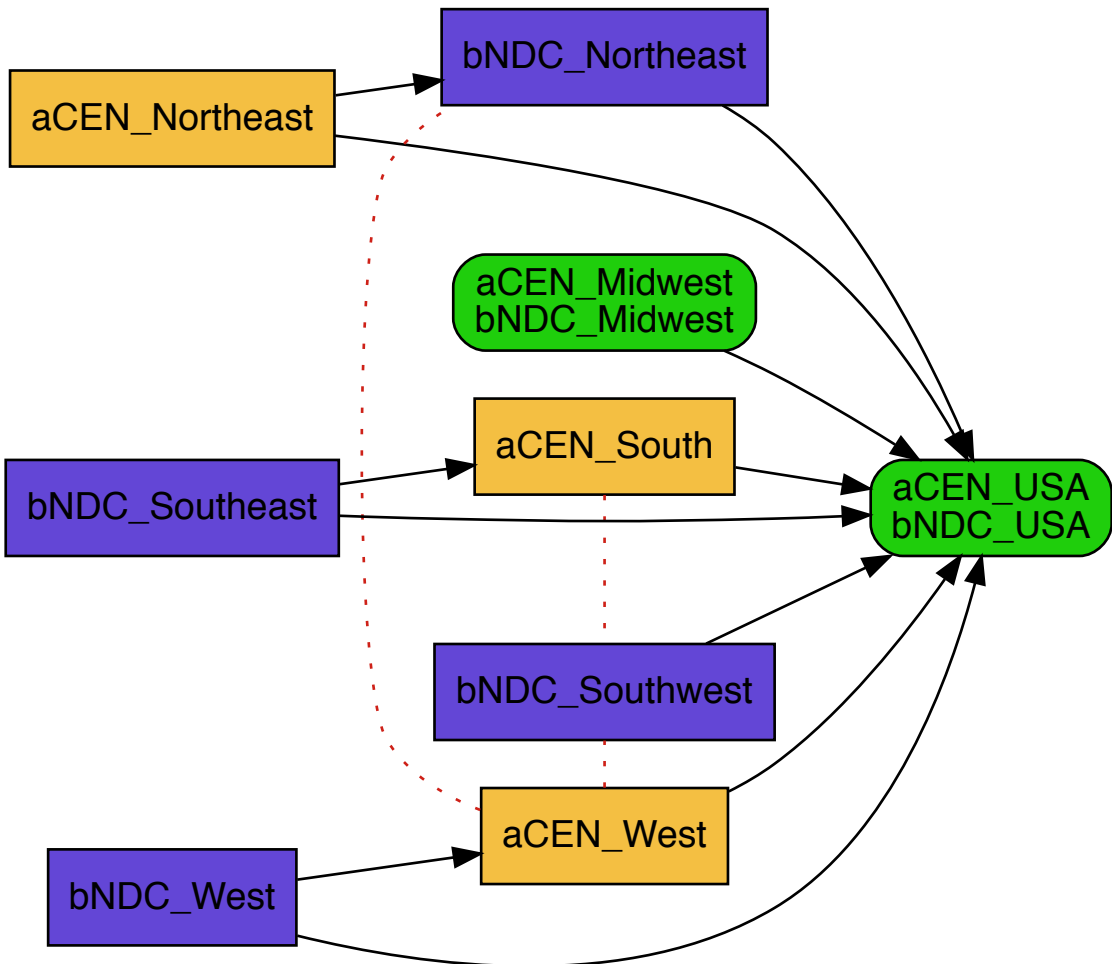 bNDC_Northeast
aCEN_Northeast
aCEN_Midwest
bNDC_Midwest
aCEN_South
bNDC_Southeast
aCEN_USA
bNDC_USA
bNDC_Southwest
aCEN_West
bNDC_West